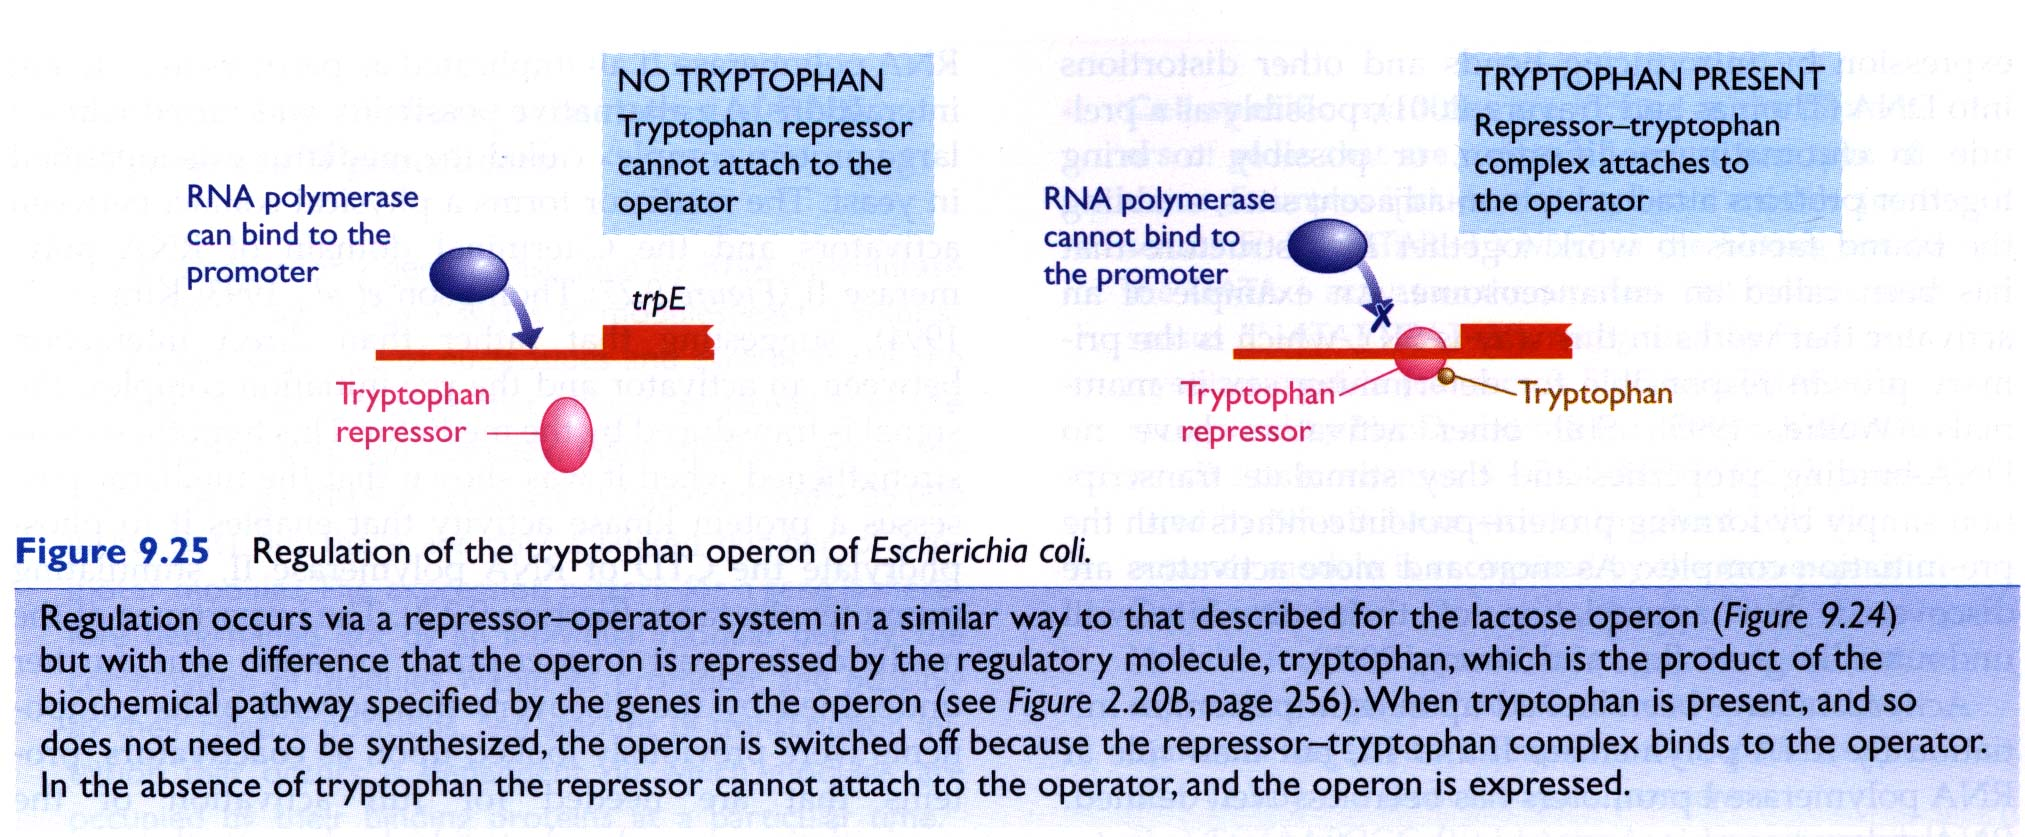 NO TRYPTOPHAN
Tryptophan repressor
cannot attach to the
operator
RNA polymerase
can bind to the
promoter
trpE
Tryptophan
repressor
TRYPTOPHAN PRESENT
Repressor–tryptophan
complex attaches to
the operator
RNA polymerase
cannot bind to
the promoter
Tryptophan
repressor
Tryptophan
Figure 9.25 Regulation of the tryptophan operon of Escherichia coli.
Regulation occurs via a repressor–operator system in a similar way to that described for the lactose operon (Figure 9.24)
but with the difference that the operon is repressed by the regulatory molecule, tryptophan, which is the product of the
biochemical pathway specified by the genes in the operon (see Figure 2.20B, page 256). When tryptophan is present, and so
does not need to be synthesized, the operon is switched off because the repressor–tryptophan complex binds to the operator.
In the absence of tryptophan the repressor cannot attach to the operator, and the operon is expressed.